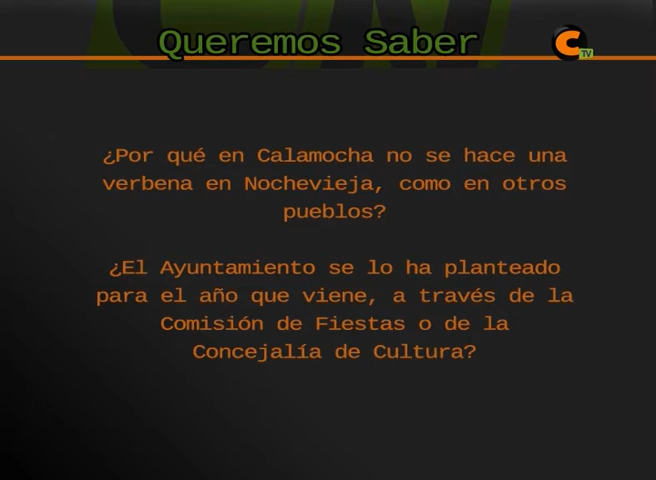 Queremos Saber
C
TV
¿Por qué en Calamocha no se hace una
verbena en Nochevieja, como en otros
pueblos?
¿El Ayuntamiento se lo ha planteado
para el año que viene, a través de la
Comisión de Fiestas o de la
Concejalía de Cultura?